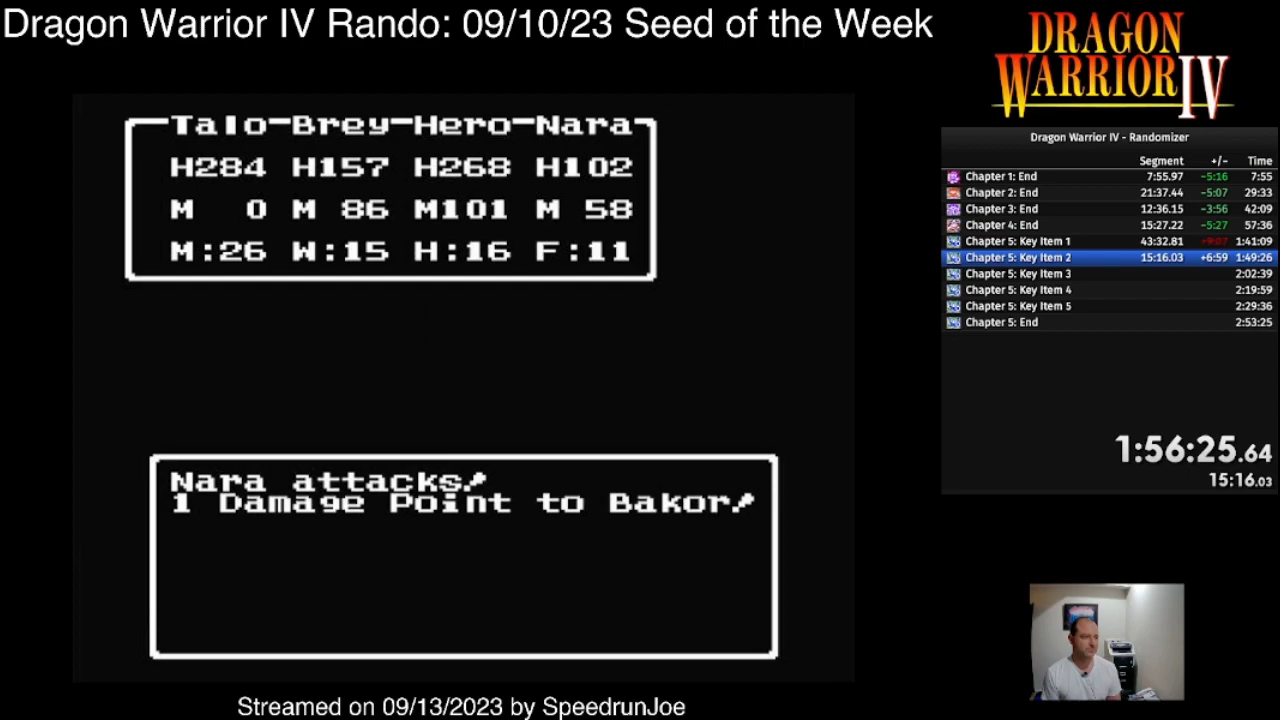 Dragon Warrior IV Rando: 09/10/23 Seed of the Week
DRAGON
WARRIOR IV
Talo Brey Hero Nara
H284 H157 H268 H102
M 0 M 86 M101 M 58
M:26 W:15 H:16 F:11
Nara attacks!
1 Damage Point to Bakor!
Dragon Warrior IV - Randomizer
Segment +/- Time
Chapter 1: End 7:55.97 -5:16 7:55
Chapter 2: End 21:37.44 -5:07 29:33
Chapter 3: End 12:36.15 -3:56 42:09
Chapter 4: End 15:27.22 -5:27 57:36
Chapter 5: Key Item 1 43:32.81 +9:07 1:41:09
Chapter 5: Key Item 2 15:16.03 +6:59 1:49:26
Chapter 5: Key Item 3 2:02:39
Chapter 5: Key Item 4 2:19:59
Chapter 5: Key Item 5 2:29:36
Chapter 5: End 2:53:25
1:56:25.64
15:16.03
Streamed on 09/13/2023 by SpeedrunJoe